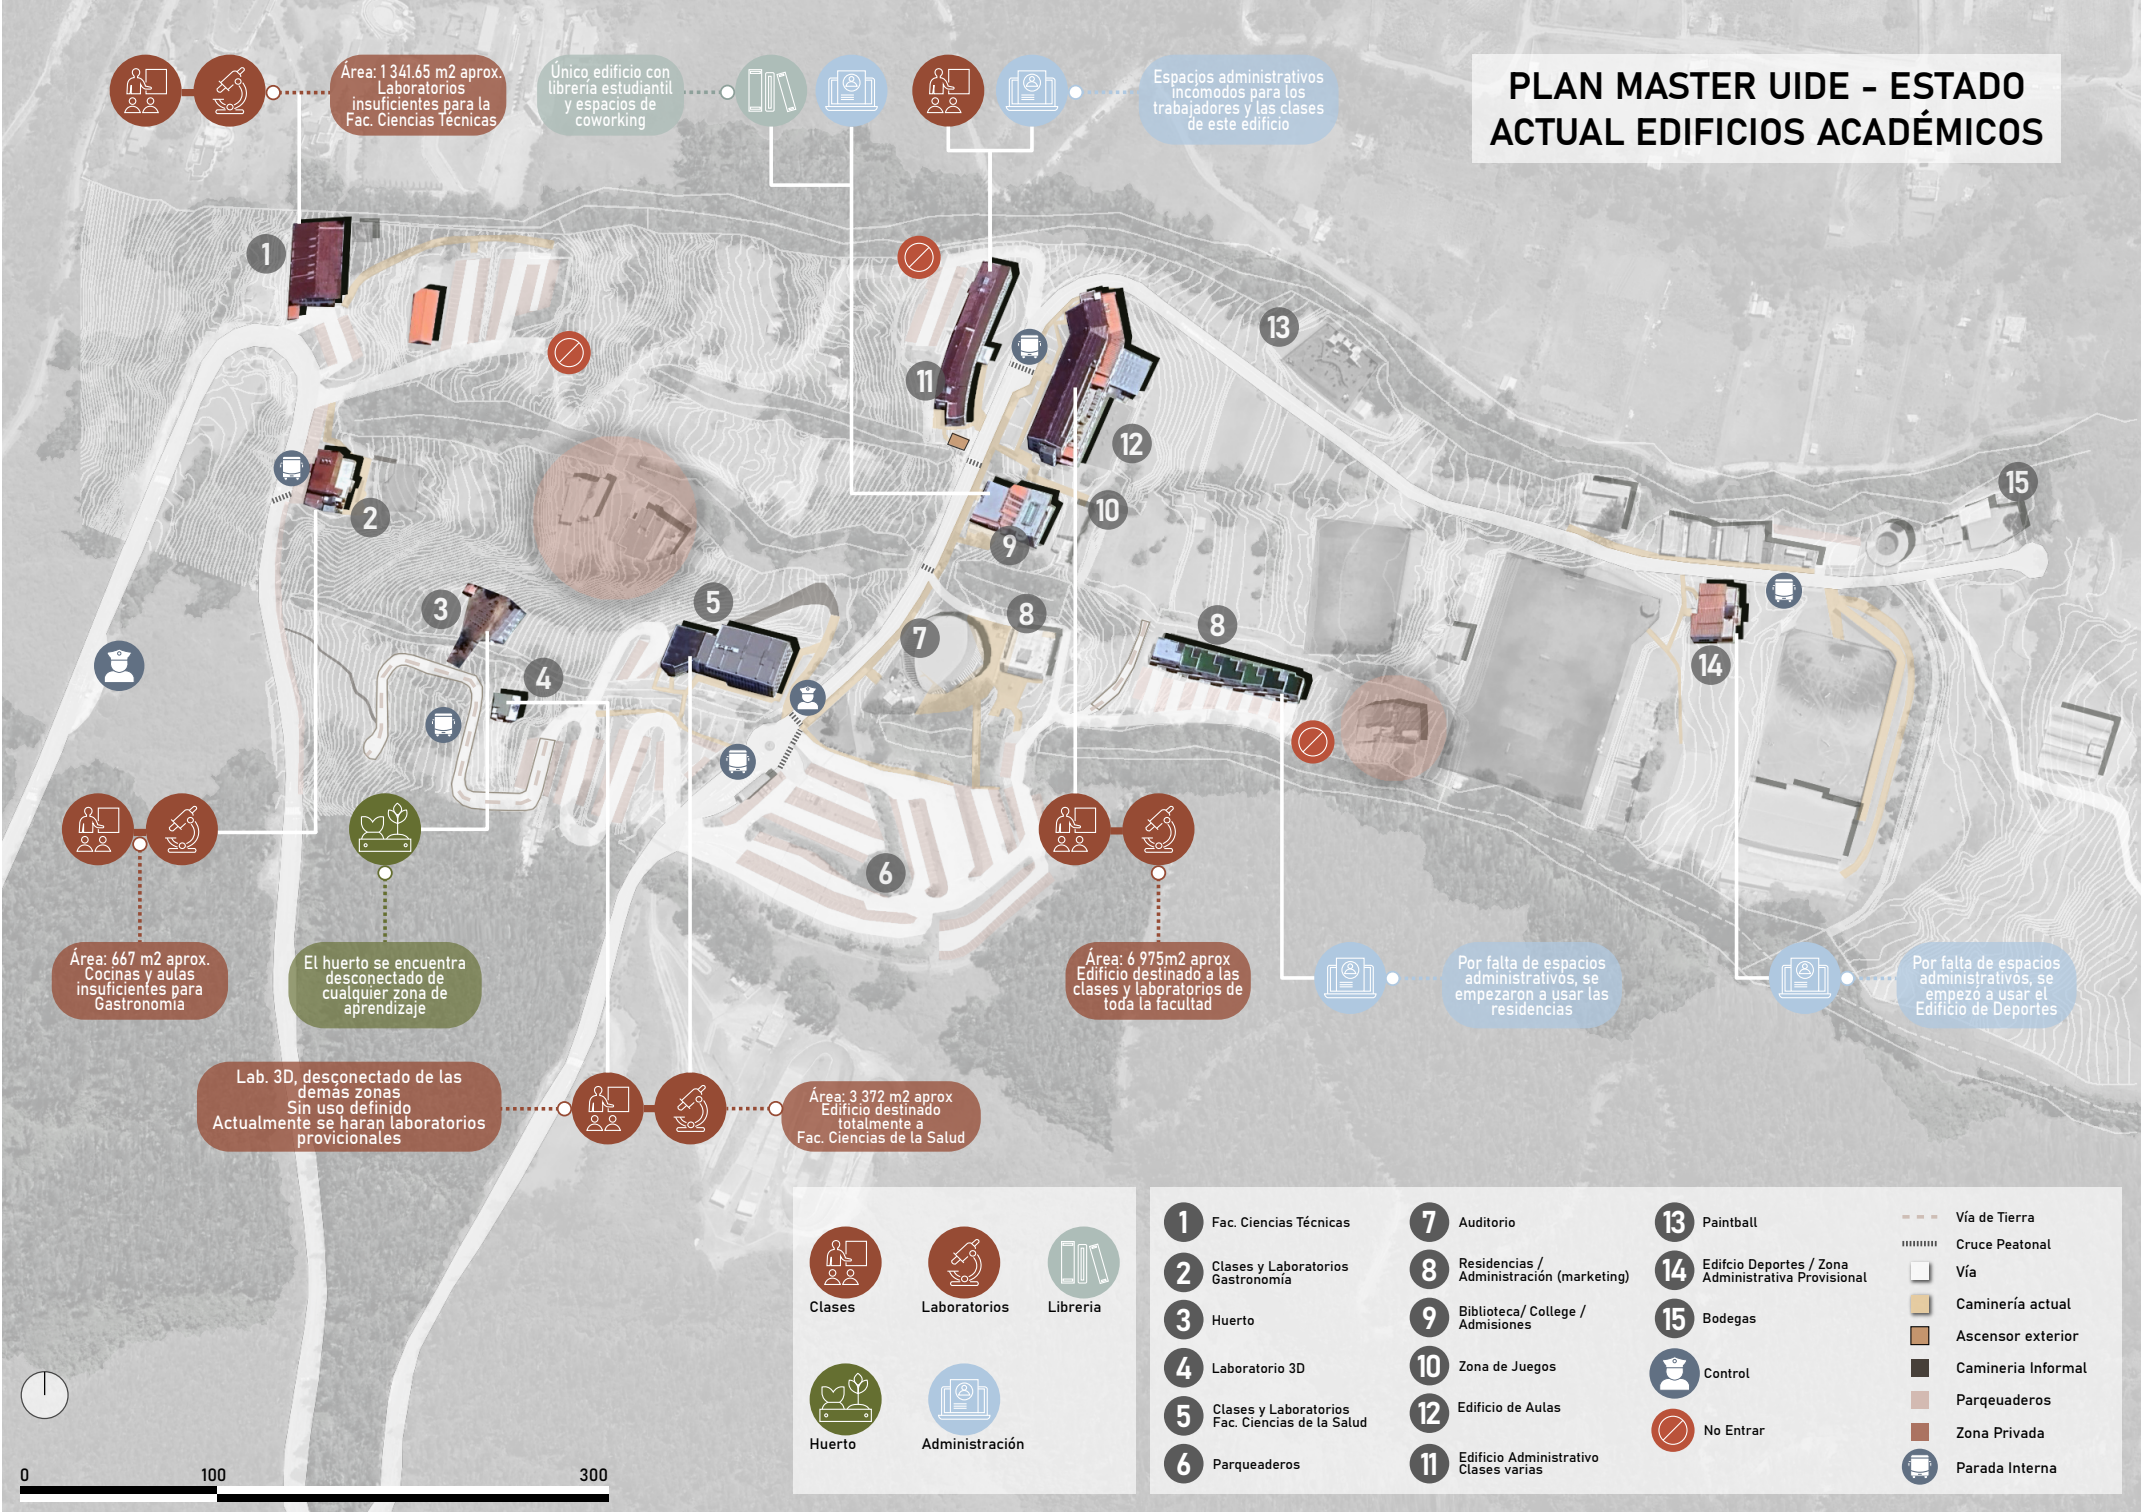 PLAN MASTER UIDE - ESTADO
ACTUAL EDIFICIOS ACADÉMICOS
Área: 1 341.65 m2 aprox.
Laboratorios
insuficientes para la
Fac. Ciencias Técnicas
Único edificio con
librería estudiantil
y espacios de
coworking
Espacios administrativos
incómodos para los
trabajadores y las clases
de este edificio
1
2
3
4
5
6
7
8
8
9
10
11
12
13
14
15
Área: 667 m2 aprox.
Cocinas y aulas
insuficientes para
Gastronomía
El huerto se encuentra
desconectado de
cualquier zona de
aprendizaje
Área: 6 975m2 aprox
Edificio destinado a las
clases y laboratorios de
toda la facultad
Por falta de espacios
administrativos, se
empezaron a usar las
residencias
Por falta de espacios
administrativos, se
empezó a usar el
Edificio de Deportes
Lab. 3D, desconectado de las
demás zonas
Sin uso definido
Actualmente se haran laboratorios
provicionales
Área: 3 372 m2 aprox
Edificio destinado
totalmente a
Fac. Ciencias de la Salud
Clases
Laboratorios
Libreria
Huerto
Administración
1 Fac. Ciencias Técnicas
2 Clases y Laboratorios
Gastronomía
3 Huerto
4 Laboratorio 3D
5 Clases y Laboratorios
Fac. Ciencias de la Salud
6 Parqueaderos
7 Auditorio
8 Residencias /
Administración (marketing)
9 Biblioteca/ College /
Admisiones
10 Zona de Juegos
12 Edificio de Aulas
11 Edificio Administrativo
Clases varias
13 Paintball
14 Edifcio Deportes / Zona
Administrativa Provisional
15 Bodegas
Control
No Entrar
Vía de Tierra
Cruce Peatonal
Vía
Caminería actual
Ascensor exterior
Camineria Informal
Parqeuaderos
Zona Privada
Parada Interna
0 100 300